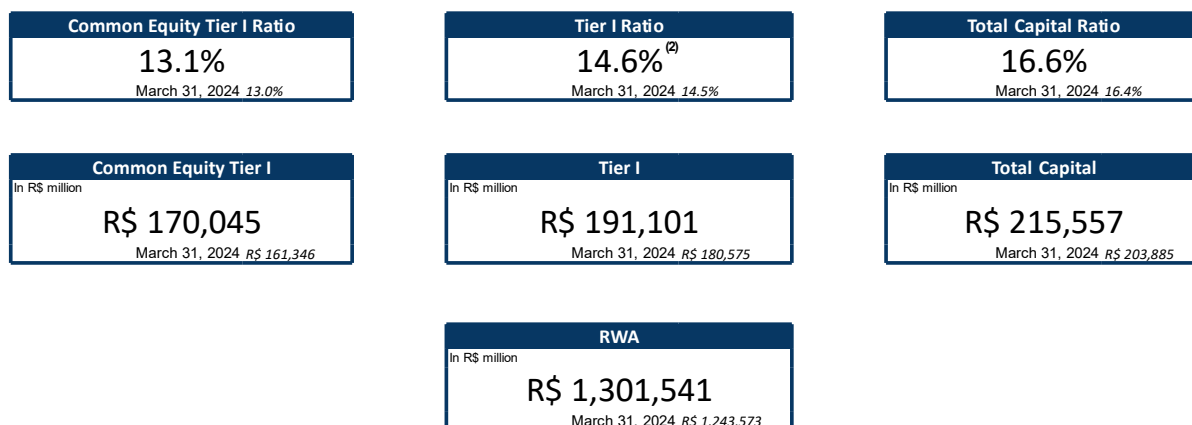 Common Equity Tier I Ratio
13.1%
March 31, 2024 13.0%
Tier I Ratio
14.6% (2)
March 31, 2024 14.5%
Total Capital Ratio
16.6%
March 31, 2024 16.4%
Common Equity Tier I
In R$ million
R$ 170,045
March 31, 2024 R$ 161,346
Tier I
In R$ million
R$ 191,101
March 31, 2024 R$ 180,575
Total Capital
In R$ million
R$ 215,557
March 31, 2024 R$ 203,885
RWA
In R$ million
R$ 1,301,541
March 31, 2024 R$ 1,243,573